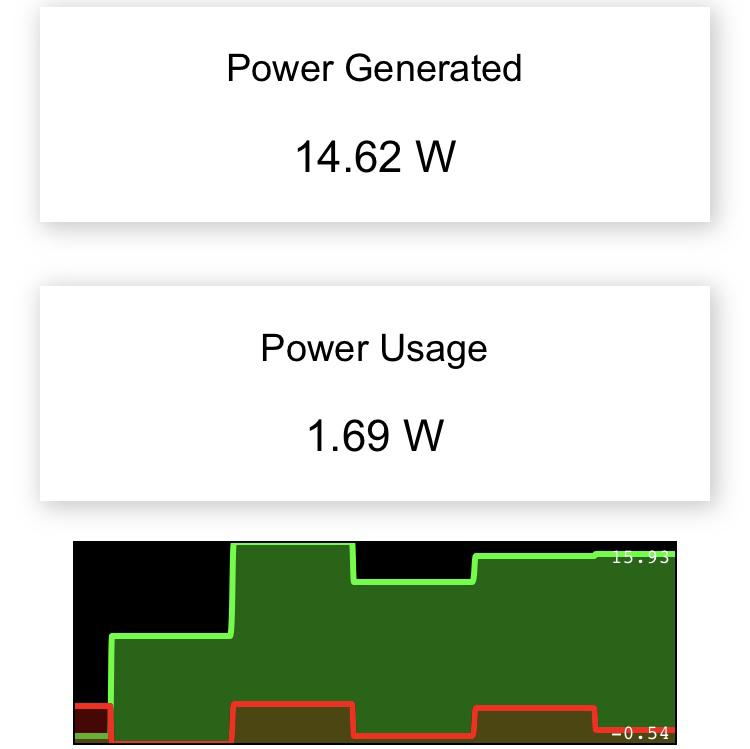 Power Generated
14.62 W
Power Usage
1.69 W
15.93
-0.54